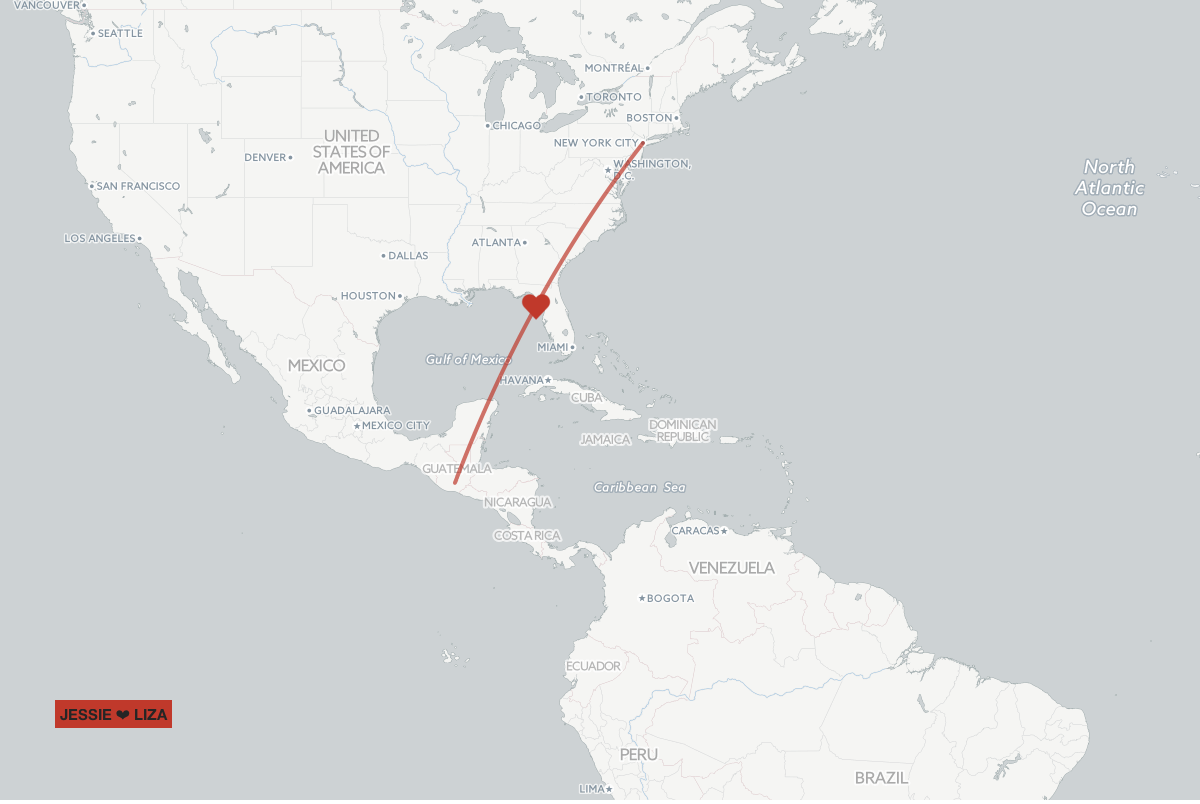 VANCOUVER
SEATTLE
MONTRÉAL
TORONTO
BOSTON
CHICAGO
NEW YORK CITY
UNITED
STATES OF
AMERICA
DENVER
WASHINGTON,
D.C.
North
Atlantic
Ocean
SAN FRANCISCO
LOS ANGELES
ATLANTA
DALLAS
HOUSTON
MIAMI
Gulf of Mexico
MEXICO
HAVANA
CUBA
GUADALAJARA
MEXICO CITY
DOMINICAN
REPUBLIC
JAMAICA
GUATEMALA
Caribbean Sea
NICARAGUA
COSTA RICA
CARACAS
VENEZUELA
BOGOTA
ECUADOR
JESSIE ❤ LIZA
PERU
BRAZIL
LIMA